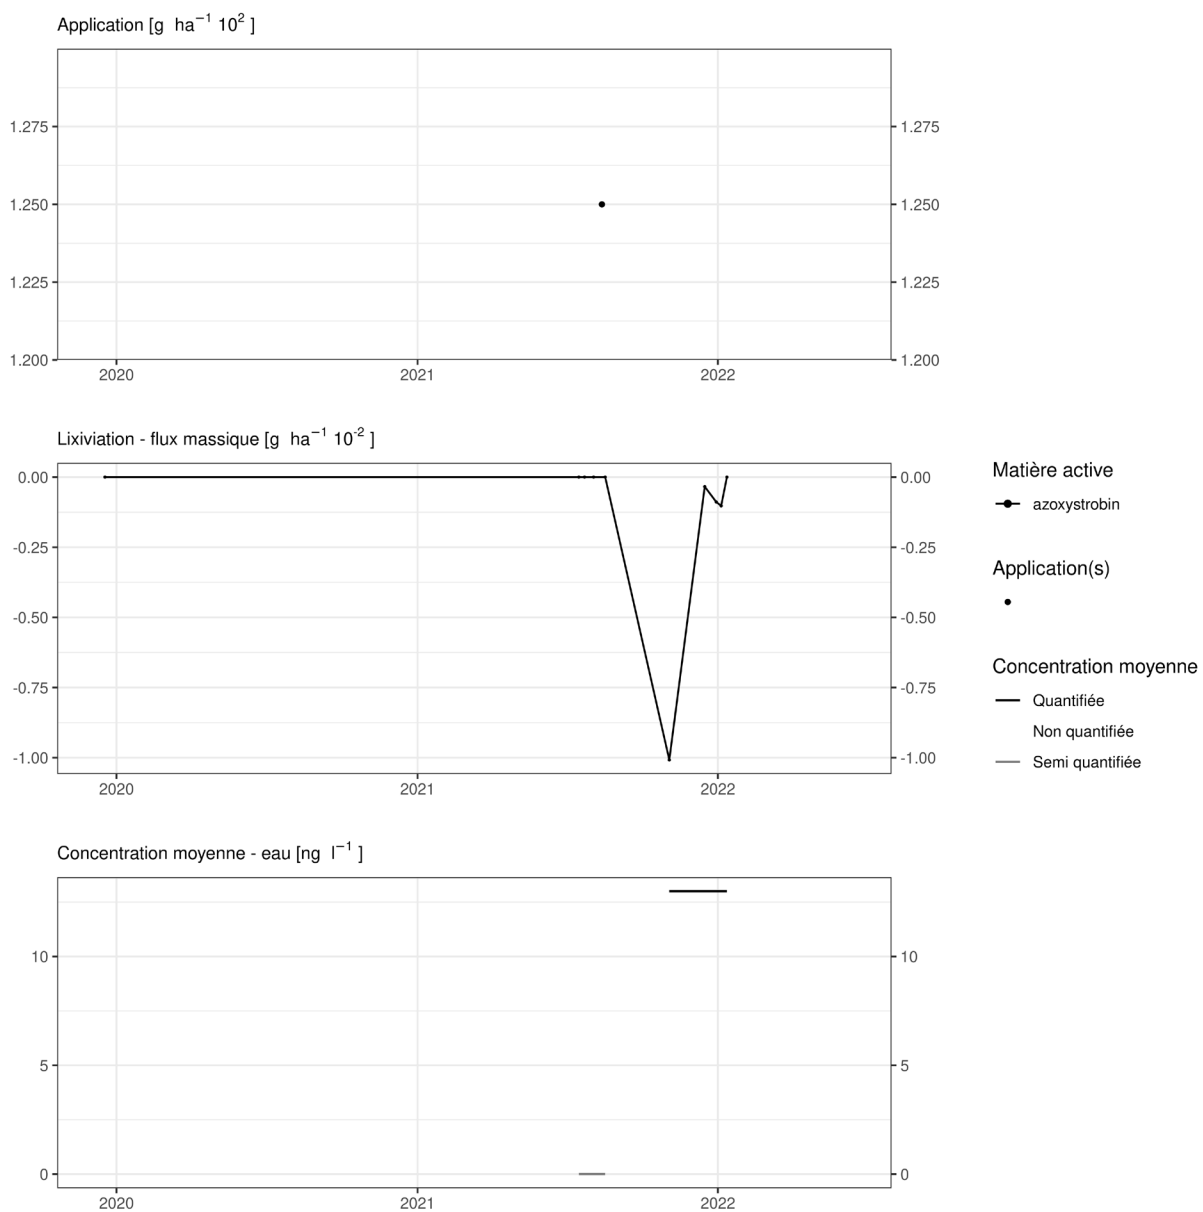 Application [g ha⁻¹ 10² ]
1.275 1.275
1.250 1.250
1.225 1.225
1.200 1.200
2020 2021 2022
Lixiviation - flux massique [g ha⁻¹ 10⁻² ]
0.00 0.00
-0.25 -0.25
-0.50 -0.50
-0.75 -0.75
-1.00 -1.00
2020 2021 2022
Matière active
azoxystrobin
Application(s)
Concentration moyenne
Quantifiée
Non quantifiée
Semi quantifiée
Concentration moyenne - eau [ng l⁻¹ ]
10 10
5 5
0 0
2020 2021 2022